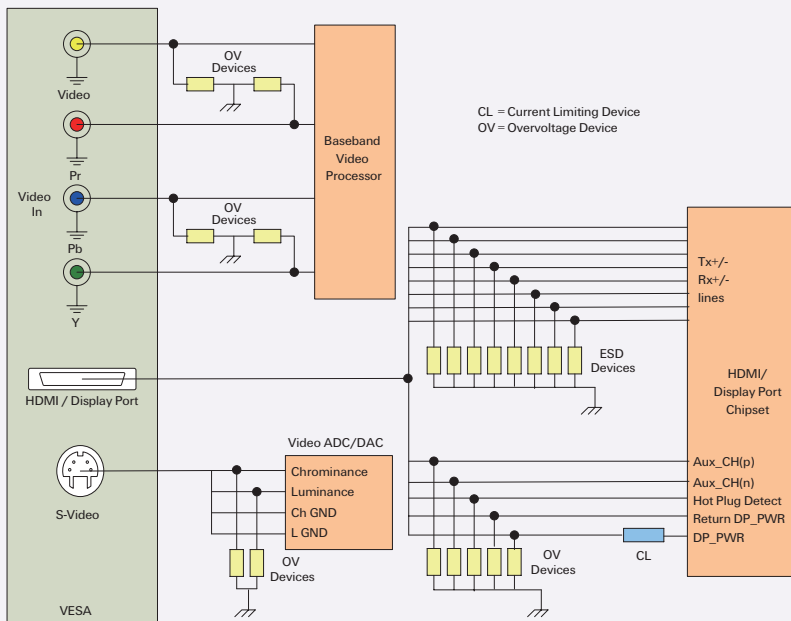 Video
Pr
Video
In
Pb
Y
HDMI / Display Port
S-Video
VESA
OV
Devices
OV
Devices
Baseband
Video
Processor
CL = Current Limiting Device
OV = Overvoltage Device
Tx+/-
Rx+/-
lines
ESD
Devices
HDMI/
Display Port
Chipset
Video ADC/DAC
Chrominance
Luminance
Ch GND
L GND
OV
Devices
Aux_CH(p)
Aux_CH(n)
Hot Plug Detect
Return DP_PWR
DP_PWR
OV
Devices
CL